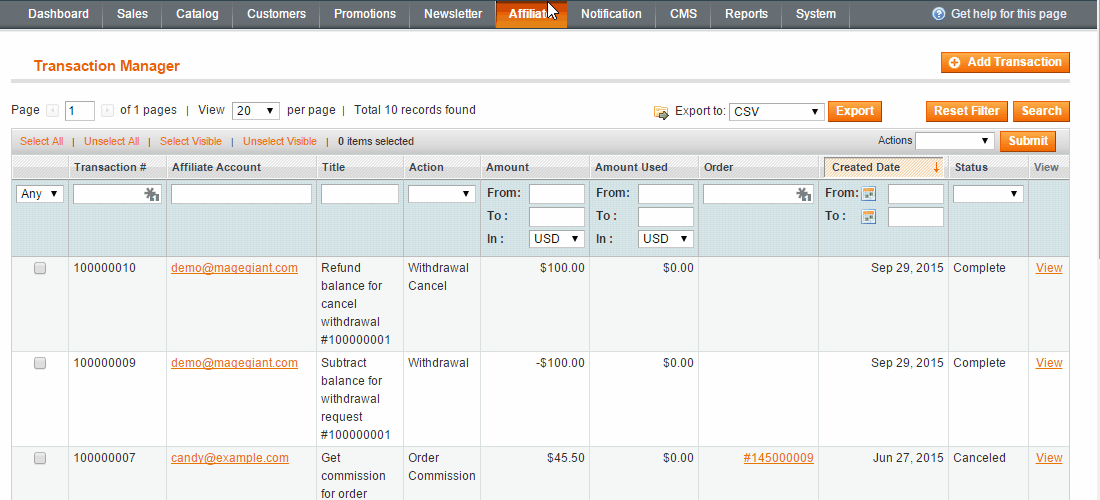 Dashboard Sales Catalog Customers Promotions Newsletter Affiliate Notification CMS Reports System Get help for this page
Transaction Manager Add Transaction
Page 1 of 1 pages | View 20 per page | Total 10 records found Export to: CSV Export Reset Filter Search
Select All | Unselect All | Select Visible | Unselect Visible | 0 items selected Actions Submit
Transaction # Affiliate Account Title Action Amount Amount Used Order Created Date Status View
Any From: From: From:
To : To : To :
In : USD In : USD
100000010 demo@magegiant.com Refund Withdrawal $100.00 $0.00 Sep 29, 2015 Complete View
balance for Cancel
cancel
withdrawal
#100000001
100000009 demo@magegiant.com Subtract Withdrawal -$100.00 $0.00 Sep 29, 2015 Complete View
balance for
withdrawal
request
#100000001
100000007 candy@example.com Get Order $45.50 $0.00 #145000009 Jun 27, 2015 Canceled View
commission Commission
for order